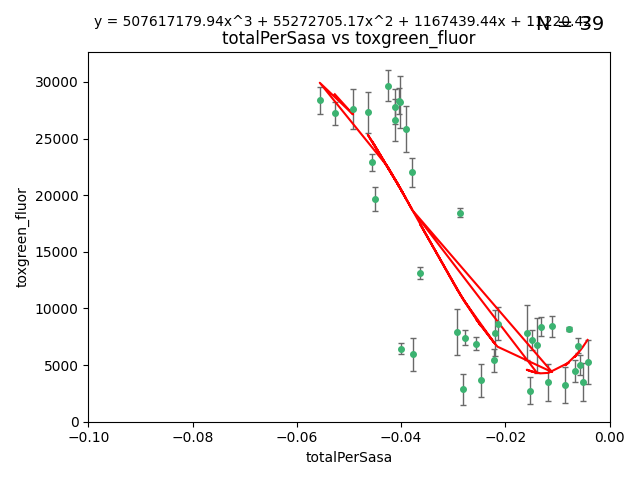 y = 507617179.94x^3 + 55272705.17x^2 + 1167439.44x +
N = 39
totalPerSasa vs toxgreen_fluor
30000
25000
20000
15000
10000
5000
0
toxgreen_fluor
−0.10 −0.08 −0.06 −0.04 −0.02 0.00
totalPerSasa